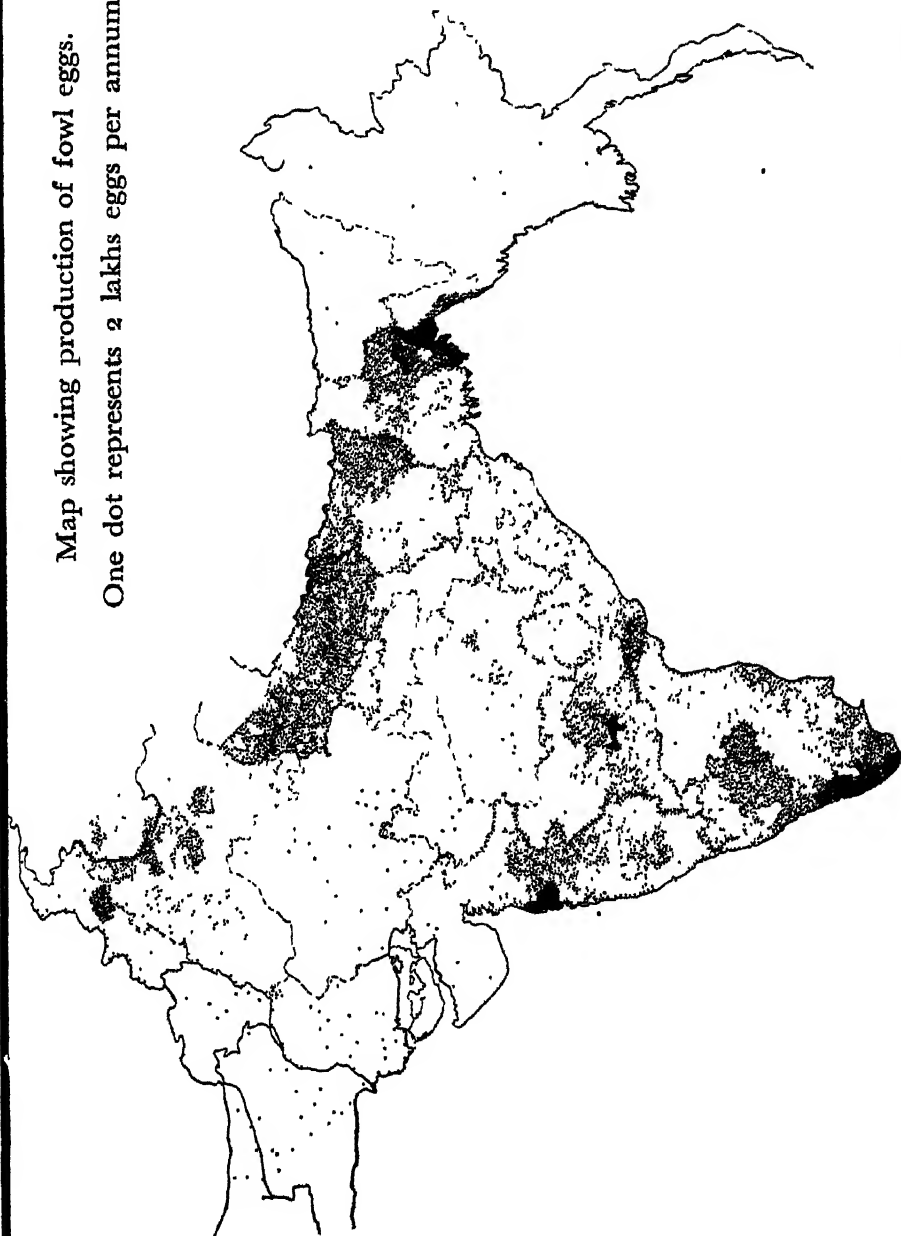 Map showing production of fowl eggs.
One dot represents 2 lakhs eggs per annum